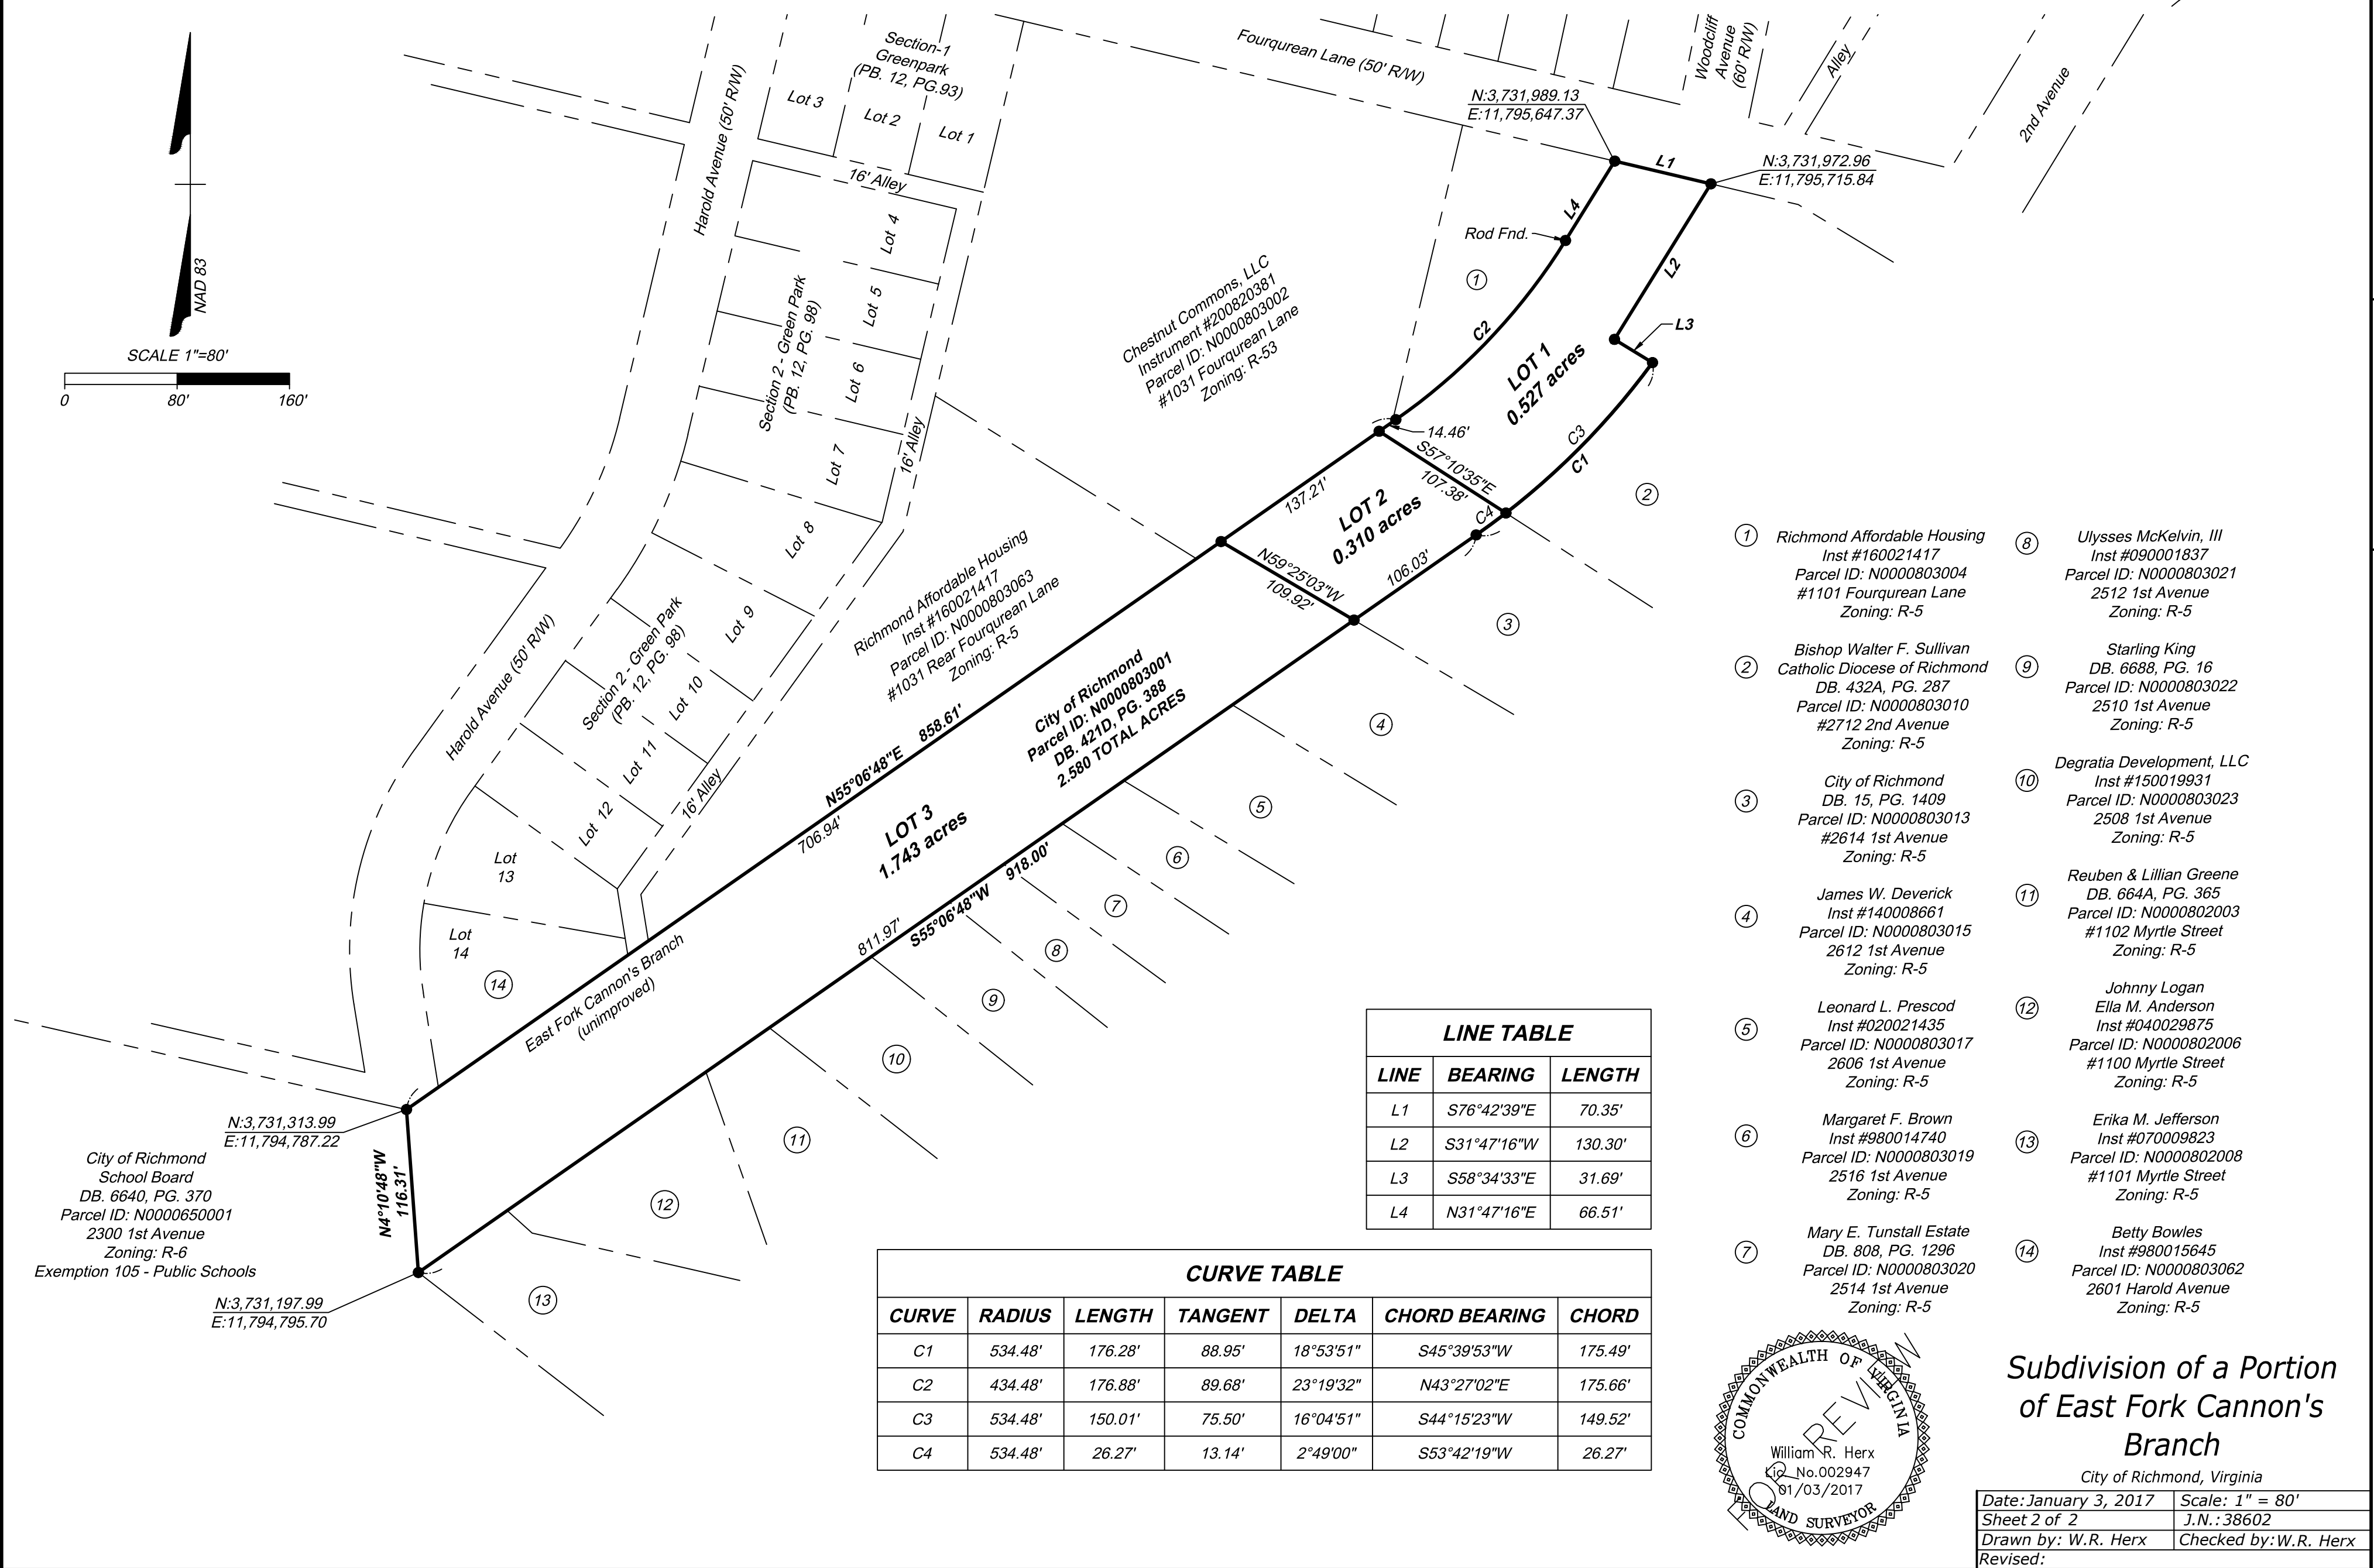 Section-1
Greenpark
(PB. 12, PG.93)
Lot 3
Lot 2
Lot 1
Harold Avenue (50' R/W)
16' Alley
Fourqurean Lane (50' R/W)
Woodcliff
Avenue
(60' R/W)
Alley
2nd Avenue
NAD 83
SCALE 1"=80'
0 80' 160'
N:3,731,989.13
E:11,795,647.37
L1
N:3,731,972.96
E:11,795,715.84
L4
Rod Fnd.
L2
L3
1
C2
LOT 1
0.527 acres
C3
C1
2
14.46'
S57°10'35"E
107.38'
Lot 4
Lot 5
Lot 6
Lot 7
Lot 8
Section 2 - Green Park
(PB. 12, PG. 98)
16' Alley
Chestnut Commons, LLC
Instrument #200820381
Parcel ID: N0000803002
#1031 Fourqurean Lane
Zoning: R-53
137.21'
LOT 2
0.310 acres
C4
106.03'
N59°25'03"W
109.92'
3
Lot 9
Lot 10
Lot 11
Lot 12
Section 2 - Green Park
(PB. 12, PG. 98)
Harold Avenue (50' R/W)
16' Alley
Richmond Affordable Housing
Inst #160021417
Parcel ID: N0000803063
#1031 Rear Fourqurean Lane
Zoning: R-5
N55°06'48"E 858.61'
706.94'
City of Richmond
Parcel ID: N0000803001
DB. 421D, PG. 388
2.580 TOTAL ACRES
LOT 3
1.743 acres
S55°06'48"W 918.00'
811.97'
4
5
6
7
8
9
10
11
12
13
Lot
13
Lot
14
14
East Fork Cannon's Branch
(unimproved)
N:3,731,313.99
E:11,794,787.22
N4°10'48"W
116.31'
City of Richmond
School Board
DB. 6640, PG. 370
Parcel ID: N0000650001
2300 1st Avenue
Zoning: R-6
Exemption 105 - Public Schools
N:3,731,197.99
E:11,794,795.70
LINE TABLE
LINE BEARING LENGTH
L1 S76°42'39"E 70.35'
L2 S31°47'16"W 130.30'
L3 S58°34'33"E 31.69'
L4 N31°47'16"E 66.51'
CURVE TABLE
CURVE RADIUS LENGTH TANGENT DELTA CHORD BEARING CHORD
C1 534.48' 176.28' 88.95' 18°53'51" S45°39'53"W 175.49'
C2 434.48' 176.88' 89.68' 23°19'32" N43°27'02"E 175.66'
C3 534.48' 150.01' 75.50' 16°04'51" S44°15'23"W 149.52'
C4 534.48' 26.27' 13.14' 2°49'00" S53°42'19"W 26.27'
1
Richmond Affordable Housing
Inst #160021417
Parcel ID: N0000803004
#1101 Fourqurean Lane
Zoning: R-5
2
Bishop Walter F. Sullivan
Catholic Diocese of Richmond
DB. 432A, PG. 287
Parcel ID: N0000803010
#2712 2nd Avenue
Zoning: R-5
3
City of Richmond
DB. 15, PG. 1409
Parcel ID: N0000803013
#2614 1st Avenue
Zoning: R-5
4
James W. Deverick
Inst #140008661
Parcel ID: N0000803015
2612 1st Avenue
Zoning: R-5
5
Leonard L. Prescod
Inst #020021435
Parcel ID: N0000803017
2606 1st Avenue
Zoning: R-5
6
Margaret F. Brown
Inst #980014740
Parcel ID: N0000803019
2516 1st Avenue
Zoning: R-5
7
Mary E. Tunstall Estate
DB. 808, PG. 1296
Parcel ID: N0000803020
2514 1st Avenue
Zoning: R-5
8
Ulysses McKelvin, III
Inst #090001837
Parcel ID: N0000803021
2512 1st Avenue
Zoning: R-5
9
Starling King
DB. 6688, PG. 16
Parcel ID: N0000803022
2510 1st Avenue
Zoning: R-5
10
Degratia Development, LLC
Inst #150019931
Parcel ID: N0000803023
2508 1st Avenue
Zoning: R-5
11
Reuben & Lillian Greene
DB. 664A, PG. 365
Parcel ID: N0000802003
#1102 Myrtle Street
Zoning: R-5
12
Johnny Logan
Ella M. Anderson
Inst #040029875
Parcel ID: N0000802006
#1100 Myrtle Street
Zoning: R-5
13
Erika M. Jefferson
Inst #070009823
Parcel ID: N0000802008
#1101 Myrtle Street
Zoning: R-5
14
Betty Bowles
Inst #980015645
Parcel ID: N0000803062
2601 Harold Avenue
Zoning: R-5
COMMONWEALTH OF VIRGINIA
William R. Herx
Lic. No.002947
01/03/2017
LAND SURVEYOR
FOR REVIEW
Subdivision of a Portion
of East Fork Cannon's
Branch
City of Richmond, Virginia
Date: January 3, 2017 Scale: 1" = 80'
Sheet 2 of 2 J.N.: 38602
Drawn by: W.R. Herx Checked by: W.R. Herx
Revised: